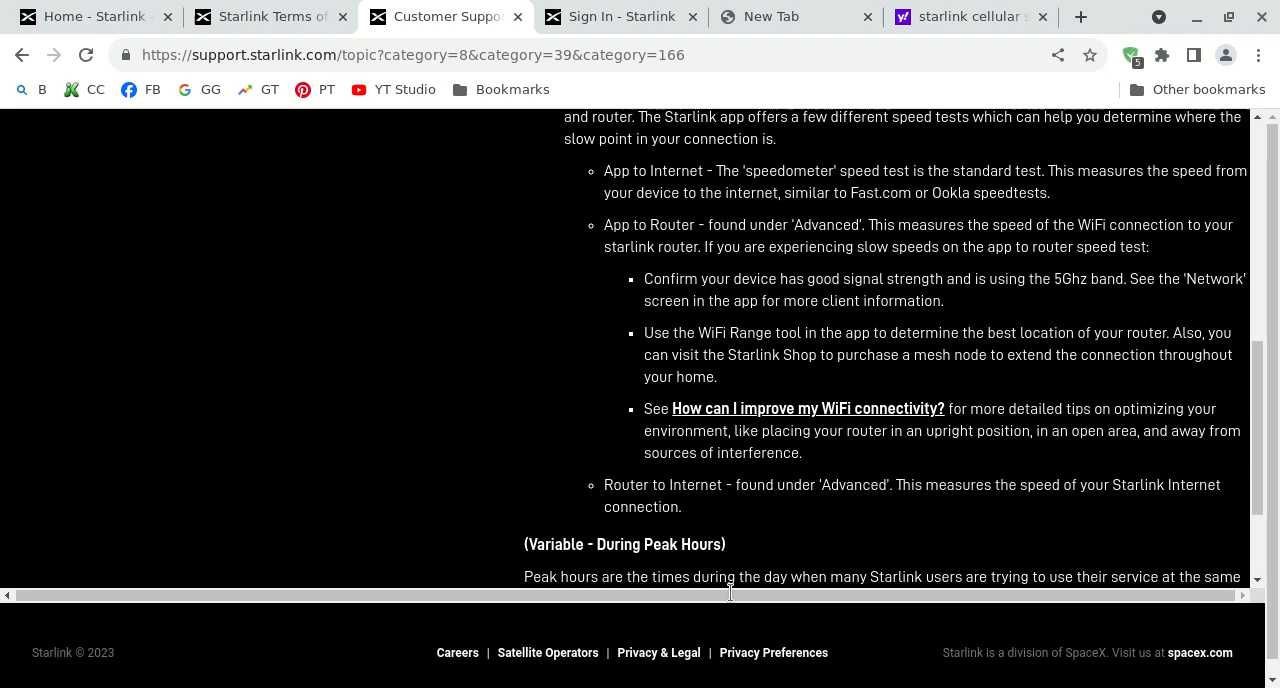 Home - Starlink -
Starlink Terms of
Customer Suppo
Sign In - Starlink
New Tab
starlink cellular s
https://support.starlink.com/topic?category=8&category=39&category=166
5
B
CC
FB
GG
GT
PT
YT Studio
Bookmarks
Other bookmarks
and router. The Starlink app offers a few different speed tests which can help you determine where the
slow point in your connection is.
App to Internet - The 'speedometer' speed test is the standard test. This measures the speed from
your device to the internet, similar to Fast.com or Ookla speedtests.
App to Router - found under ‘Advanced’. This measures the speed of the WiFi connection to your
starlink router. If you are experiencing slow speeds on the app to router speed test:
Confirm your device has good signal strength and is using the 5Ghz band. See the 'Network'
screen in the app for more client information.
Use the WiFi Range tool in the app to determine the best location of your router. Also, you
can visit the Starlink Shop to purchase a mesh node to extend the connection throughout
your home.
See How can I improve my WiFi connectivity? for more detailed tips on optimizing your
environment, like placing your router in an upright position, in an open area, and away from
sources of interference.
Router to Internet - found under ‘Advanced’. This measures the speed of your Starlink Internet
connection.
(Variable - During Peak Hours)
Peak hours are the times during the day when many Starlink users are trying to use their service at the same
Starlink © 2023
Careers | Satellite Operators | Privacy & Legal | Privacy Preferences
Starlink is a division of SpaceX. Visit us at spacex.com